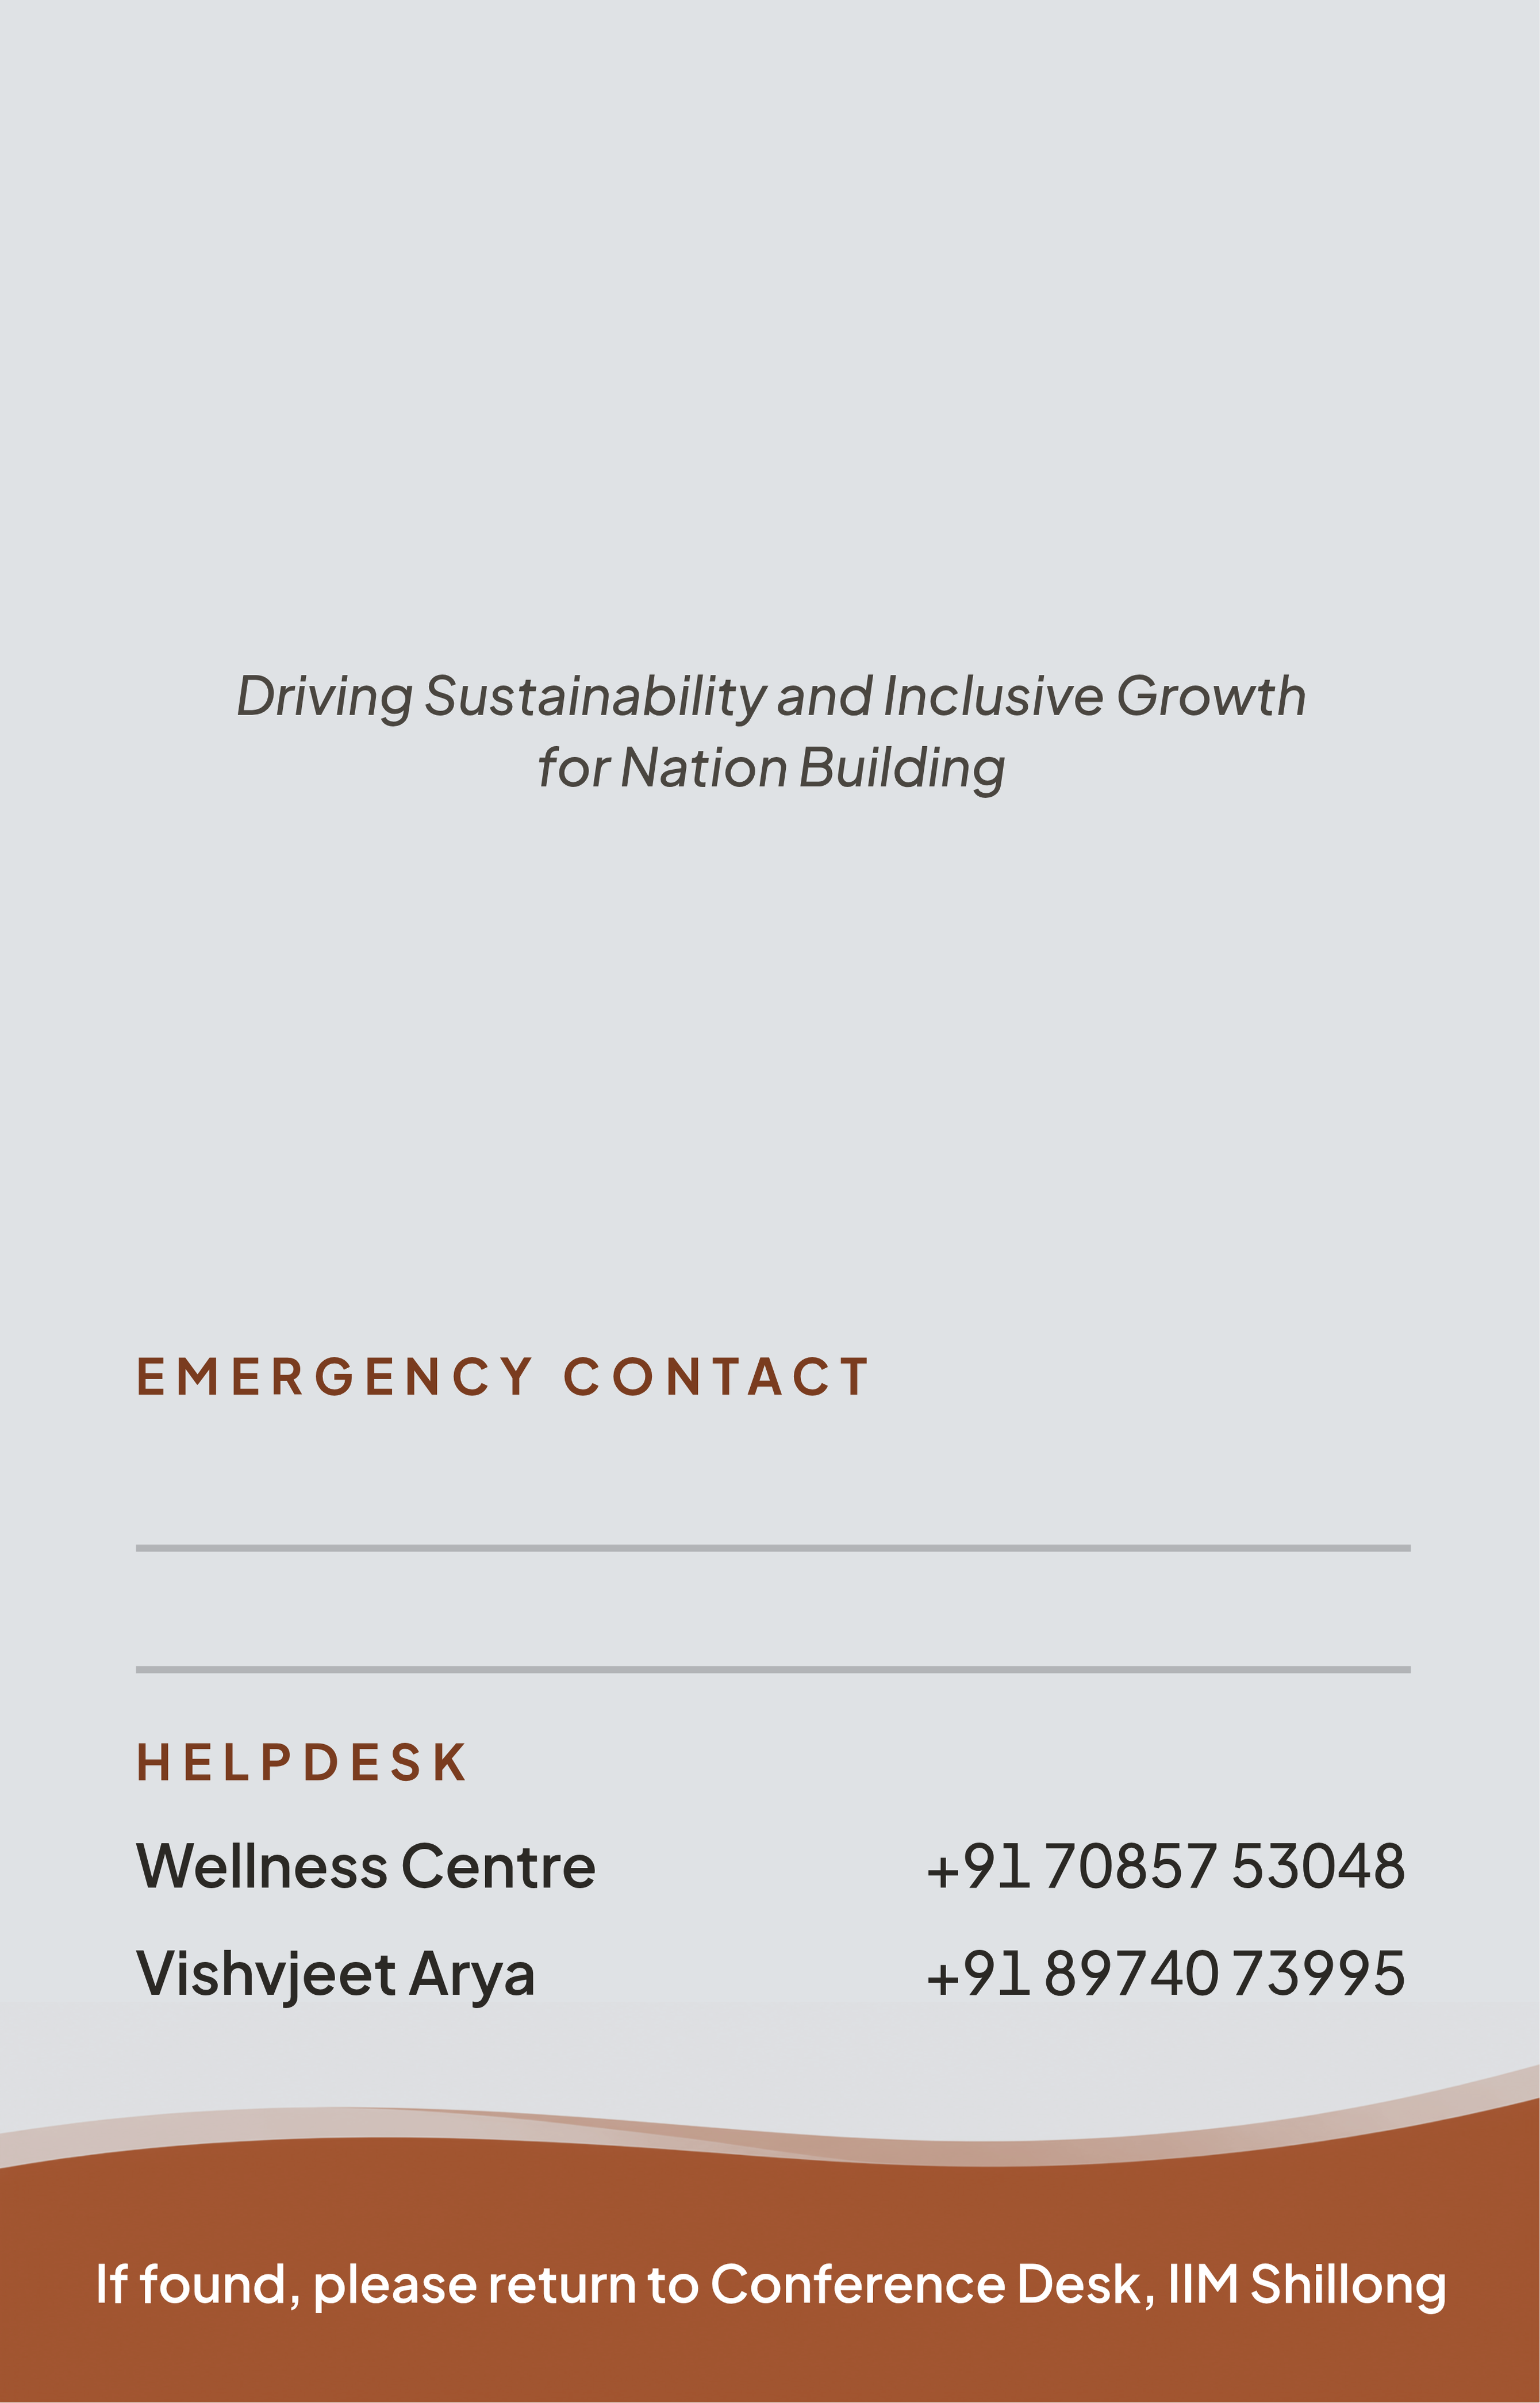 Driving Sustainability and Inclusive Growth
for Nation Building
EMERGENCY CONTACT
HELPDESK
Wellness Centre +91 70857 53048
Vishvjeet Arya +91 89740 73995
If found, please return to Conference Desk, IIM Shillong